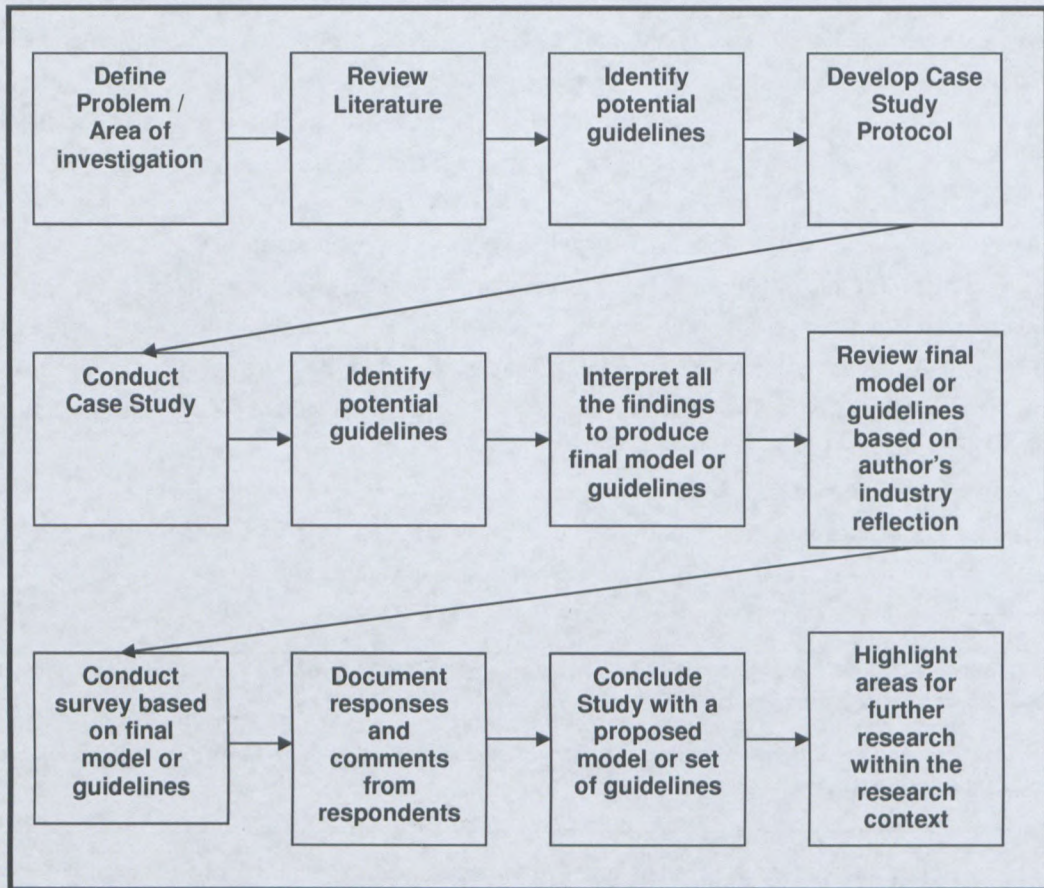 Define
Problem /
Area of
investigation
Review
Literature
Identify
potential
guidelines
Develop Case
Study
Protocol
Conduct
Case Study
Identify
potential
guidelines
Interpret all
the findings
to produce
final model or
guidelines
Review final
model or
guidelines
based on
author's
industry
reflection
Conduct
survey based
on final
model or
guidelines
Document
responses
and
comments
from
respondents
Conclude
Study with a
proposed
model or set
of guidelines
Highlight
areas for
further
research
within the
research
context